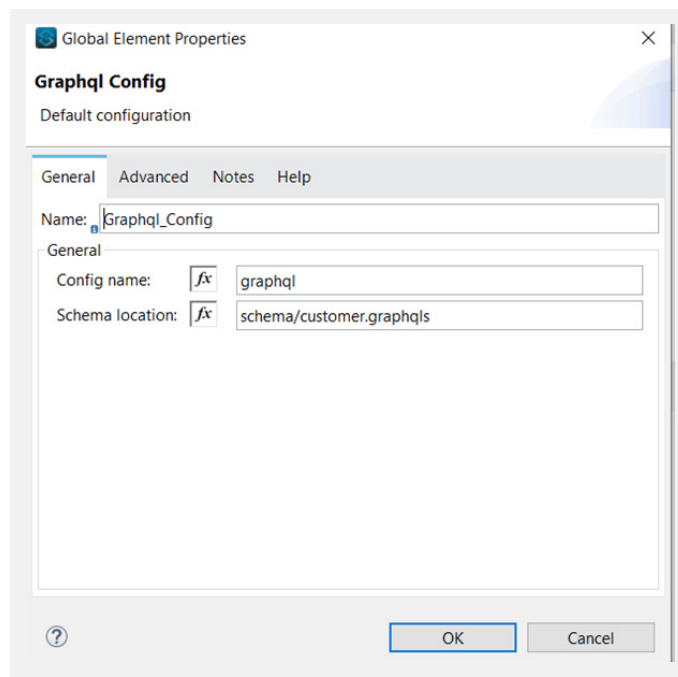 Global Element Properties
Graphql Config
Default configuration
General Advanced Notes Help
Name: Graphql_Config
General
Config name: fx graphql
Schema location: fx schema/customer.graphqls
OK Cancel